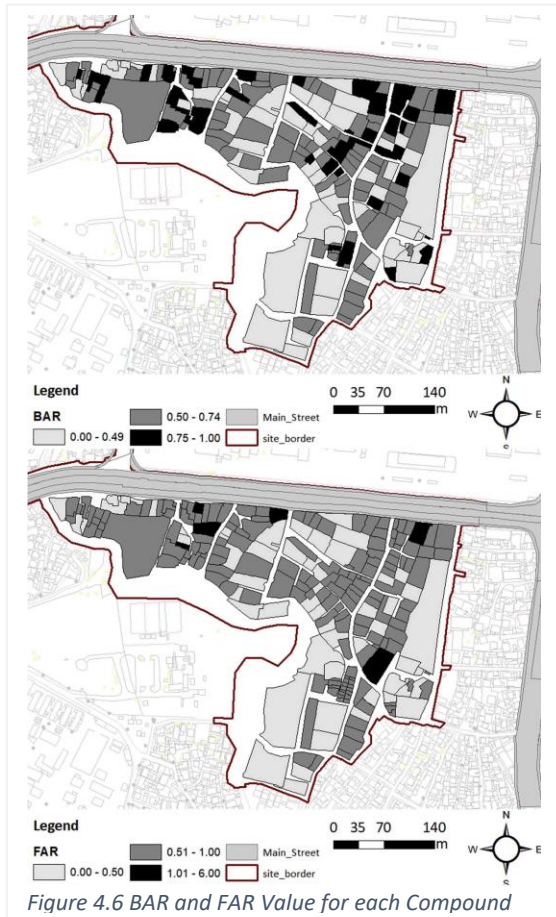 Legend
BAR
0.00 - 0.49
0.50 - 0.74
0.75 - 1.00
Main_Street
site_border
0 35 70 140
m
N
W E
S
Legend
FAR
0.00 - 0.50
0.51 - 1.00
1.01 - 6.00
Main_Street
site_border
0 35 70 140
m
N
W E
S
Figure 4.6 BAR and FAR Value for each Compound